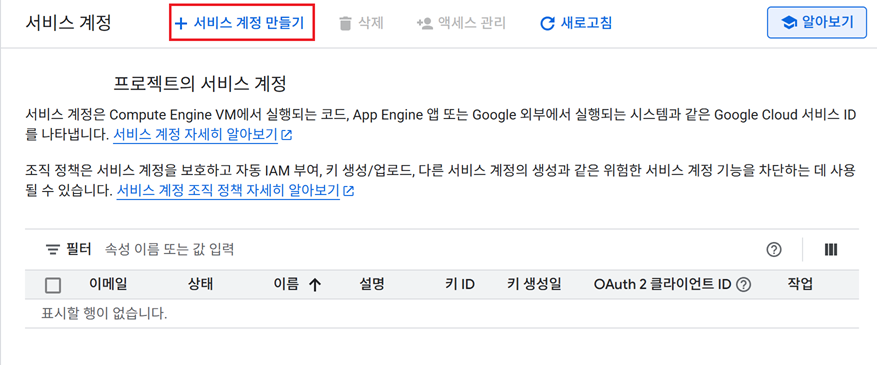 서비스 계정 + 서비스 계정 만들기 삭제 액세스 관리 새로고침 알아보기
프로젝트의 서비스 계정
서비스 계정은 Compute Engine VM에서 실행되는 코드, App Engine 앱 또는 Google 외부에서 실행되는 시스템과 같은 Google Cloud 서비스 ID
를 나타냅니다. 서비스 계정 자세히 알아보기
조직 정책은 서비스 계정을 보호하고 자동 IAM 부여, 키 생성/업로드, 다른 서비스 계정의 생성과 같은 위험한 서비스 계정 기능을 차단하는 데 사용
될 수 있습니다. 서비스 계정 조직 정책 자세히 알아보기
필터 속성 이름 또는 값 입력
이메일 상태 이름 ↑ 설명 키 ID 키 생성일 OAuth 2 클라이언트 ID 작업
표시할 행이 없습니다.